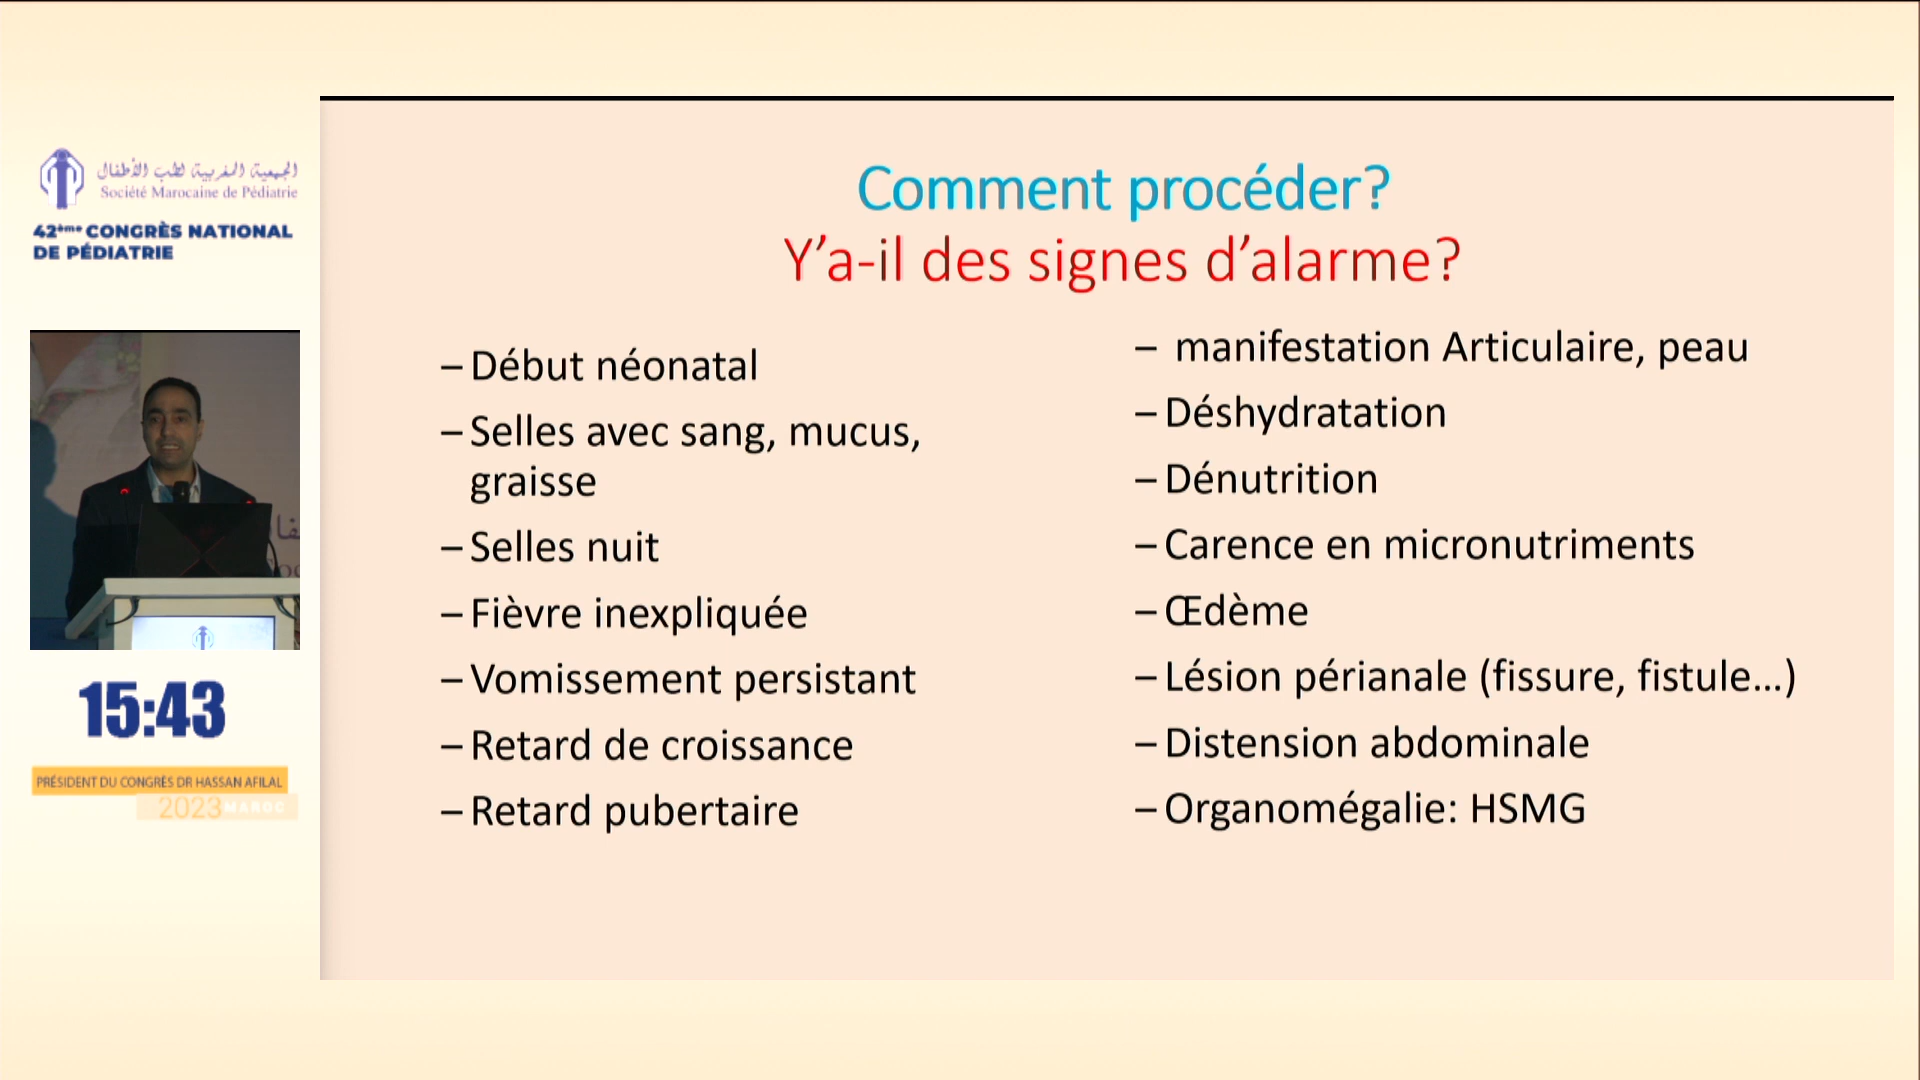 الجمعية المغربية لطب الأطفال
Société Marocaine de Pédiatrie
42ème CONGRÈS NATIONAL
DE PÉDIATRIE
15:43
PRÉSIDENT DU CONGRÈS DR HASSAN AFILAL
2023 MAROC
Comment procéder?
Y’a-il des signes d’alarme?
– Début néonatal
– Selles avec sang, mucus,
graisse
– Selles nuit
– Fièvre inexpliquée
– Vomissement persistant
– Retard de croissance
– Retard pubertaire
– manifestation Articulaire, peau
– Déshydratation
– Dénutrition
– Carence en micronutriments
– Œdème
– Lésion périanale (fissure, fistule...)
– Distension abdominale
– Organomégalie: HSMG